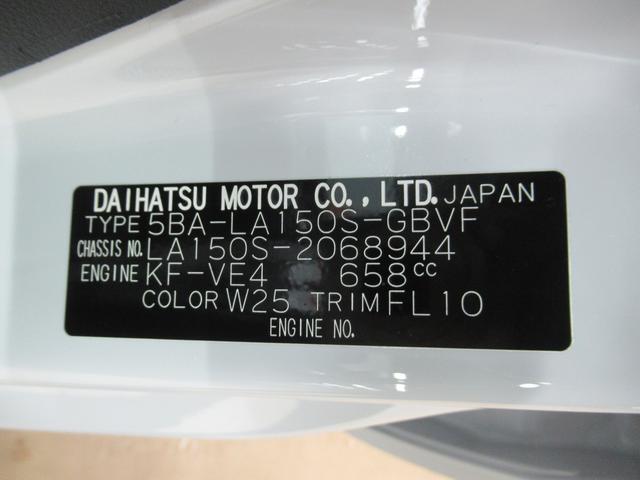 DAIHATSU MOTOR CO., LTD. JAPAN
TYPE 5BA-LA150S-GBVF
CHASSIS NO. LA150S-2068944
ENGINE KF-VE4 658cc
COLOR W25 TRIM FL10
ENGINE NO.